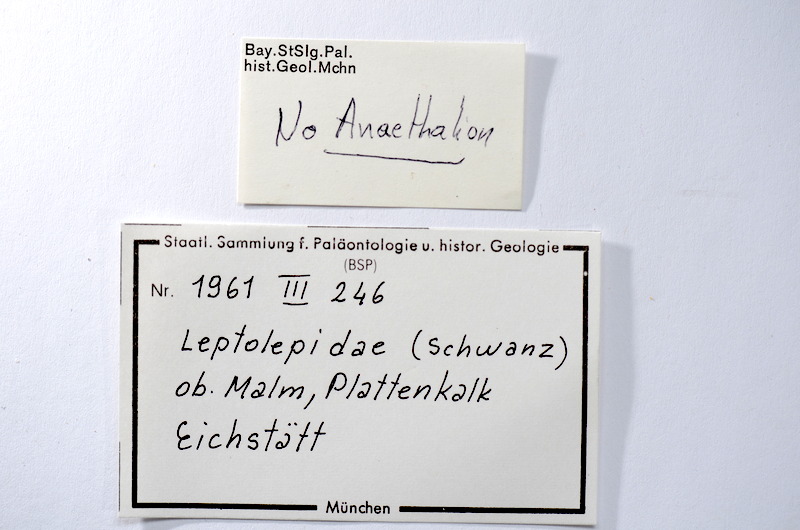 Bay.StSlg.Pal.
hist.Geol.Mchn
No Anaethalion
Staatl. Sammlung f. Paläontologie u. histor. Geologie
(BSP)
Nr. 1961 III 246
Leptolepidae (Schwanz)
ob. Malm, Plattenkalk
Eichstätt
München